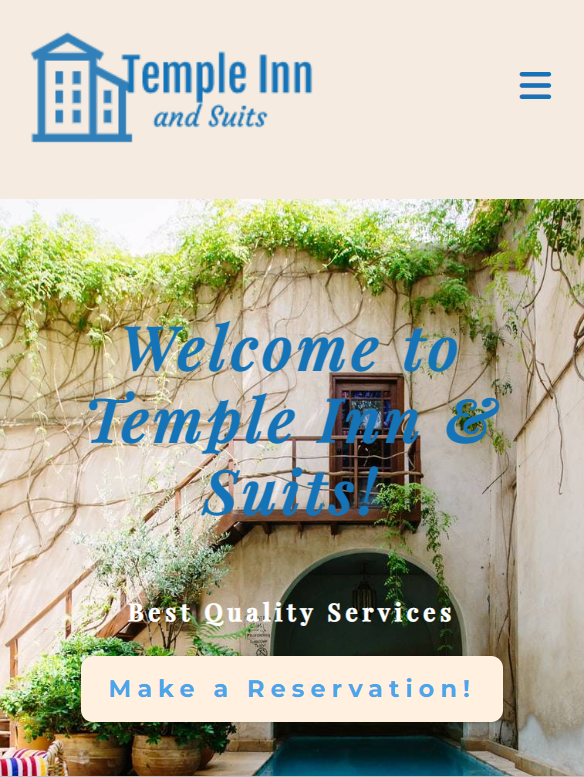 Temple Inn
and Suits
Welcome to
Temple Inn &
Suits!
Best Quality Services
Make a Reservation!